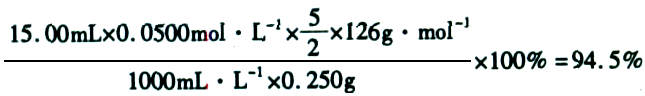 15.00mL×0.0500mol · L⁻¹×5/2×126g · mol⁻¹
1000mL · L⁻¹×0.250g
×100% =94.5%